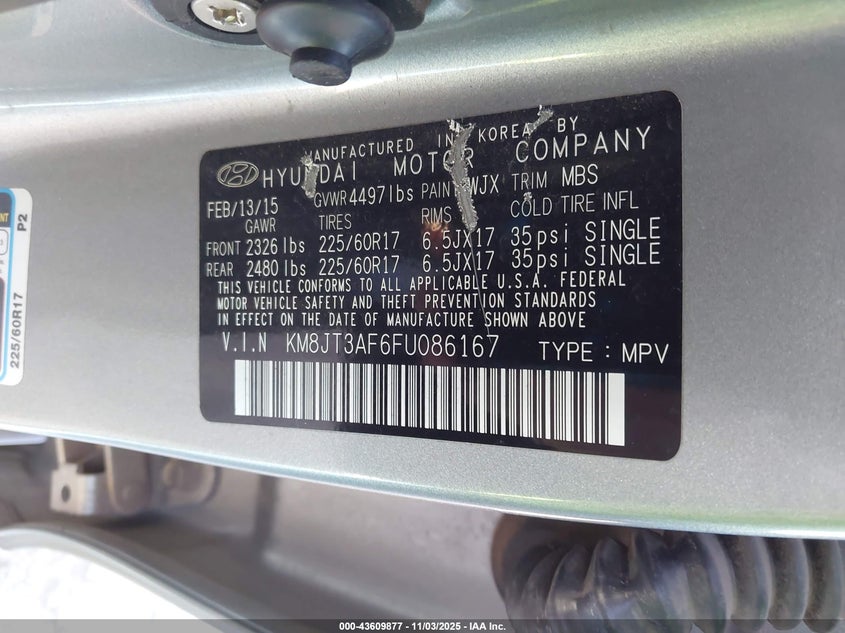 MANUFACTURED IN KOREA BY
HYUNDAI MOTOR COMPANY
FEB/13/15 GVWR 4497lbs PAINT WJX TRIM MBS
GAWR TIRES RIMS COLD TIRE INFL
FRONT 2326 lbs 225/60R17 6.5JX17 35psi SINGLE
REAR 2480 lbs 225/60R17 6.5JX17 35psi SINGLE
THIS VEHICLE CONFORMS TO ALL APPLICABLE U.S.A. FEDERAL
MOTOR VEHICLE SAFETY AND THEFT PREVENTION STANDARDS
IN EFFECT ON THE DATE OF MANUFACTURE SHOWN ABOVE
V.I.N KM8JT3AF6FU086167 TYPE : MPV
P2
225/60R17
000-43609877 - 11/03/2025 - IAA Inc.